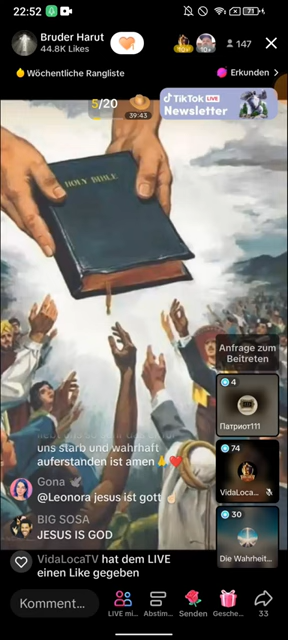 22:52
71
Bruder Harut
44.8K Likes
147
Wöchentliche Rangliste
Erkunden
5/20
39:43
TikTok LIVE
Newsletter
HOLY BIBLE
Anfrage zum
Beitreten
4
Патриот111
uns starb und wahrhaft
auferstanden ist amen
Gona
@Leonora jesus ist gott
74
VidaLoca...
BIG SOSA
JESUS IS GOD
30
Die Wahrheit...
VidaLocaTV hat dem LIVE
einen Like gegeben
Komment...
LIVE mi...
Abstim...
Senden
Gesche...
33